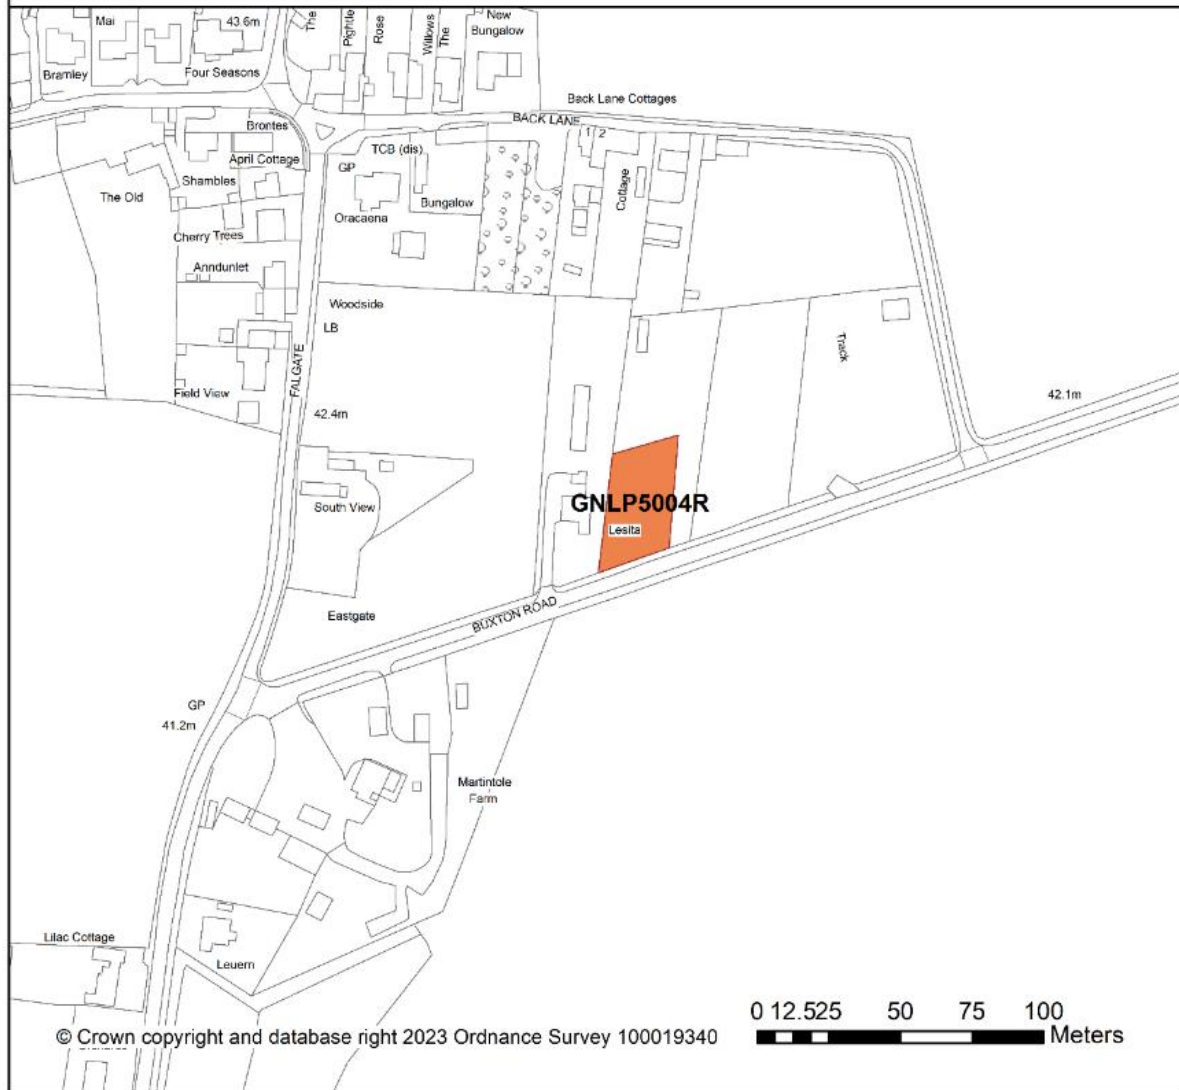 Mai
43.6m
The
Pightle
Rose
Willows
The
New
Bungalow
Bramley
Four Seasons
Back Lane Cottages
BACK LANE
Brontes
1
2
TCB (dis)
April Cottage
GP
Shambles
The Old
Cottage
Bungalow
Oracaena
Cherry Trees
Anndunlet
Woodside
LB
Track
FALGATE
Field View
42.4m
42.1m
South View
GNLP5004R
Lesita
Eastgate
BUXTON ROAD
GP
41.2m
Martintole
Farm
Lilac Cottage
Leuern
0 12.525 50 75 100
Meters
© Crown copyright and database right 2023 Ordnance Survey 100019340